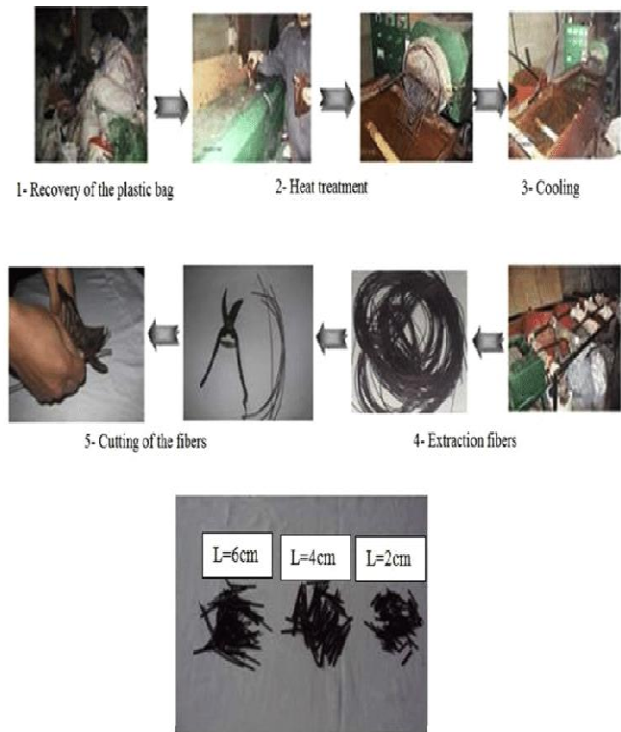 1- Recovery of the plastic bag
2- Heat treatment
3- Cooling
5- Cutting of the fibers
4- Extraction fibers
L=6cm
L=4cm
L=2cm